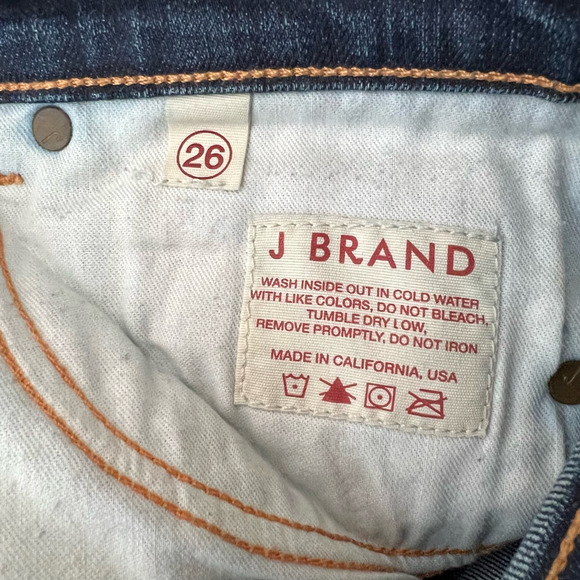 26
J BRAND
WASH INSIDE OUT IN COLD WATER
WITH LIKE COLORS, DO NOT BLEACH,
TUMBLE DRY LOW,
REMOVE PROMPTLY, DO NOT IRON
MADE IN CALIFORNIA, USA